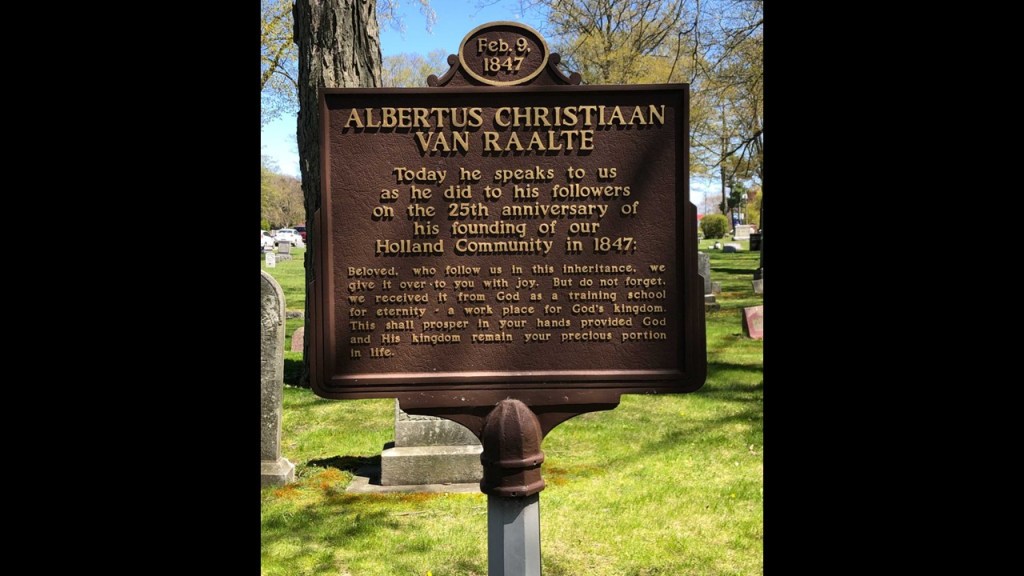 Feb. 9,
1847
ALBERTUS CHRISTIAAN
VAN RAALTE
Today he speaks to us
as he did to his followers
on the 25th anniversary of
his founding of our
Holland Community in 1847:
Beloved, who follow us in this inheritance, we
give it over to you with joy. But do not forget,
we received it from God as a training school
for eternity - a work place for God's kingdom.
This shall prosper in your hands provided God
and His kingdom remain your precious portion
in life.